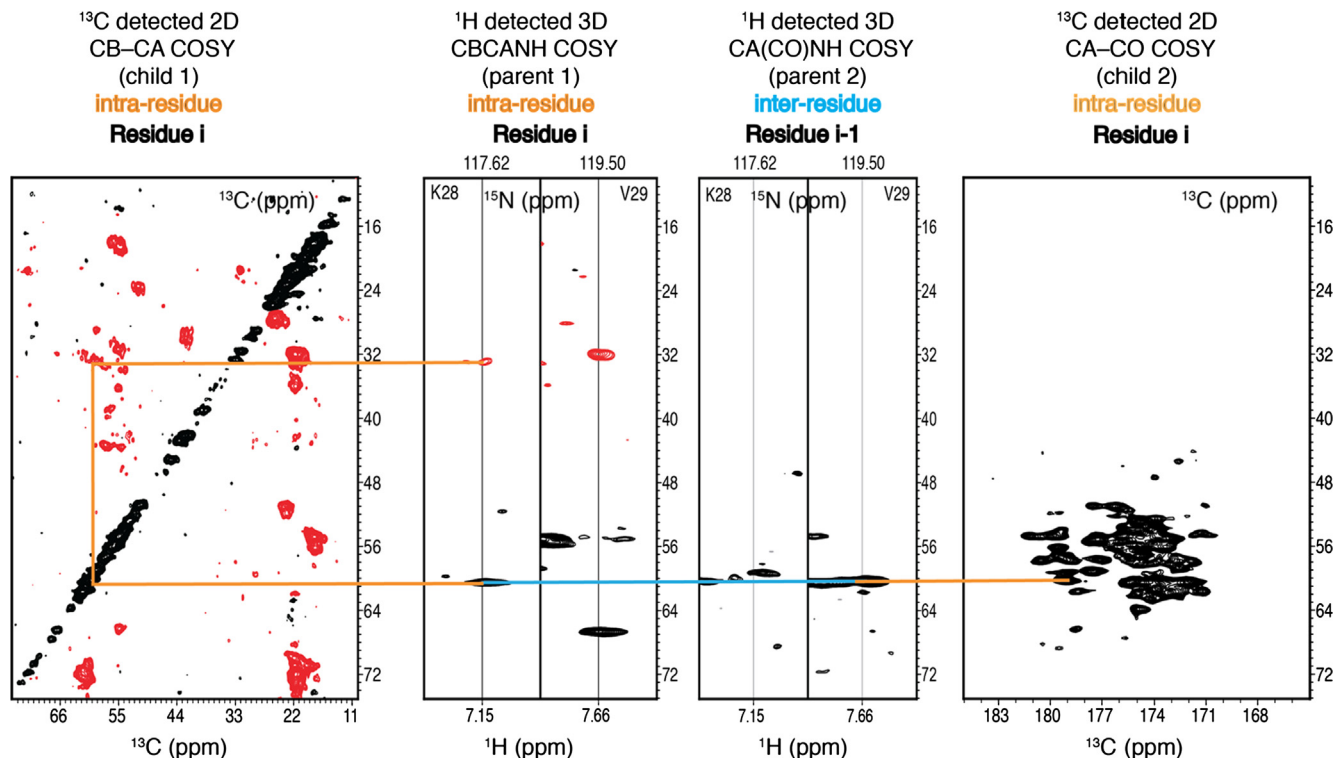 ¹³C detected 2D
CB–CA COSY
(child 1)
intra-residue
Residue i
¹H detected 3D
CBCANH COSY
(parent 1)
intra-residue
Residue i
¹H detected 3D
CA(CO)NH COSY
(parent 2)
inter-residue
Residue i-1
¹³C detected 2D
CA–CO COSY
(child 2)
intra-residue
Residue i
117.62 119.50
117.62 119.50
¹³C (ppm)
K28 ¹⁵N (ppm) V29
K28 ¹⁵N (ppm) V29
¹³C (ppm)
16
24
32
40
48
56
64
72
16
24
32
40
48
56
64
72
16
24
32
40
48
56
64
72
16
24
32
40
48
56
64
72
66 55 44 33 22 11
7.15 7.66
7.15 7.66
183 180 177 174 171 168
¹³C (ppm)
¹H (ppm)
¹H (ppm)
¹³C (ppm)